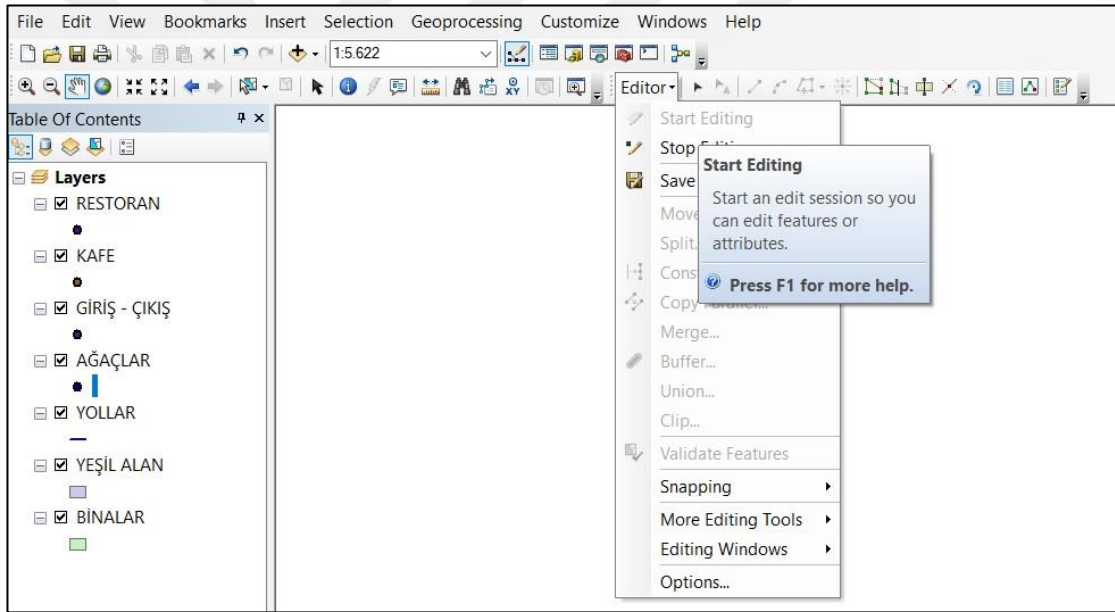 File Edit View Bookmarks Insert Selection Geoprocessing Customize Windows Help
1:5.622
Editor
Table Of Contents
Layers
RESTORAN
KAFE
GİRİŞ - ÇIKIŞ
AĞAÇLAR
YOLLAR
YEŞİL ALAN
BİNALAR
Start Editing
Stop
Save
Move
Split
Cons
Copy
Merge...
Buffer...
Union...
Clip...
Validate Features
Snapping
More Editing Tools
Editing Windows
Options...
Start Editing
Start an edit session so you
can edit features or
attributes.
Press F1 for more help.